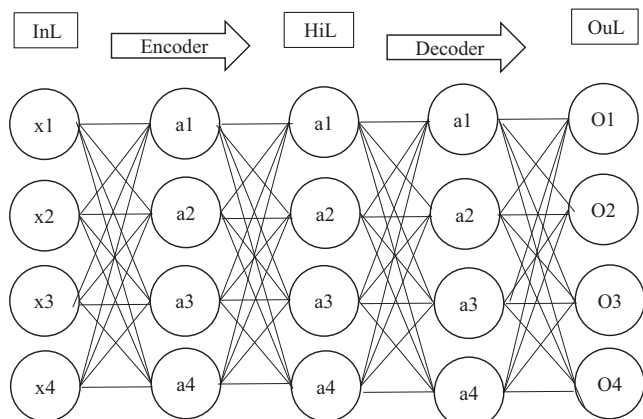 InL Encoder HiL Decoder OuL
x1 a1 a1 a1 O1
x2 a2 a2 a2 O2
x3 a3 a3 a3 O3
x4 a4 a4 a4 O4